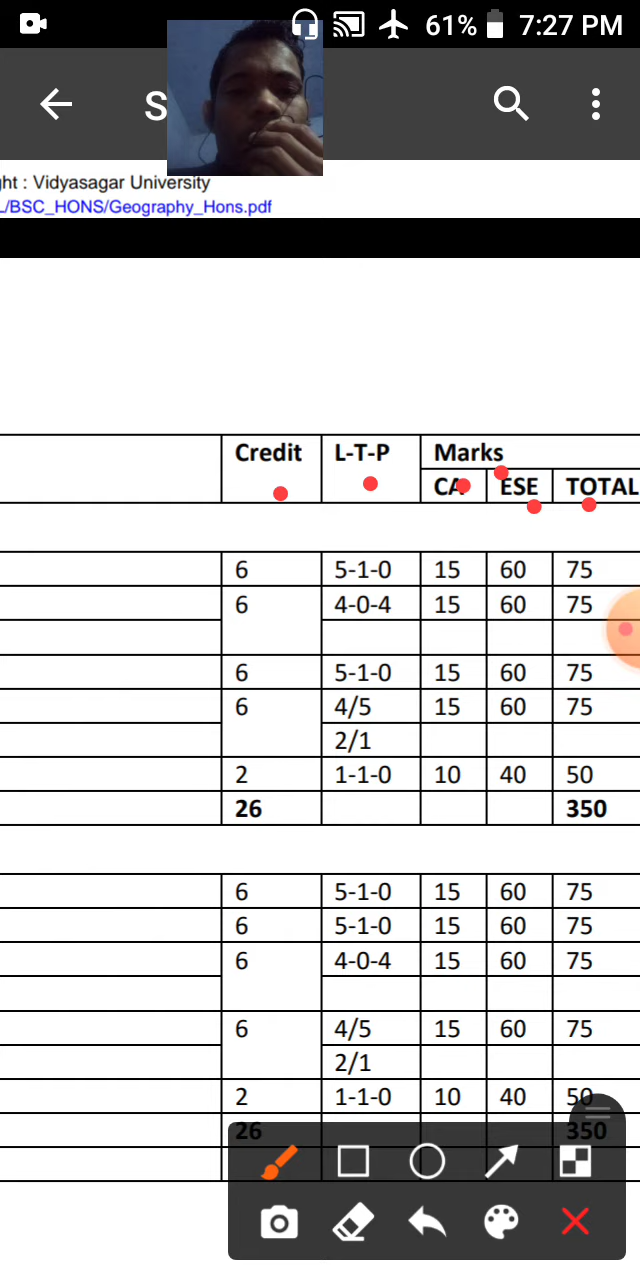 61% 7:27 PM
S
ht : Vidyasagar University
L/BSC_HONS/Geography_Hons.pdf
Credit L-T-P Marks
CA ESE TOTAL
6 5-1-0 15 60 75
6 4-0-4 15 60 75
6 5-1-0 15 60 75
6 4/5 15 60 75
2/1
2 1-1-0 10 40 50
26 350
6 5-1-0 15 60 75
6 5-1-0 15 60 75
6 4-0-4 15 60 75
6 4/5 15 60 75
2/1
2 1-1-0 10 40 50
26 350